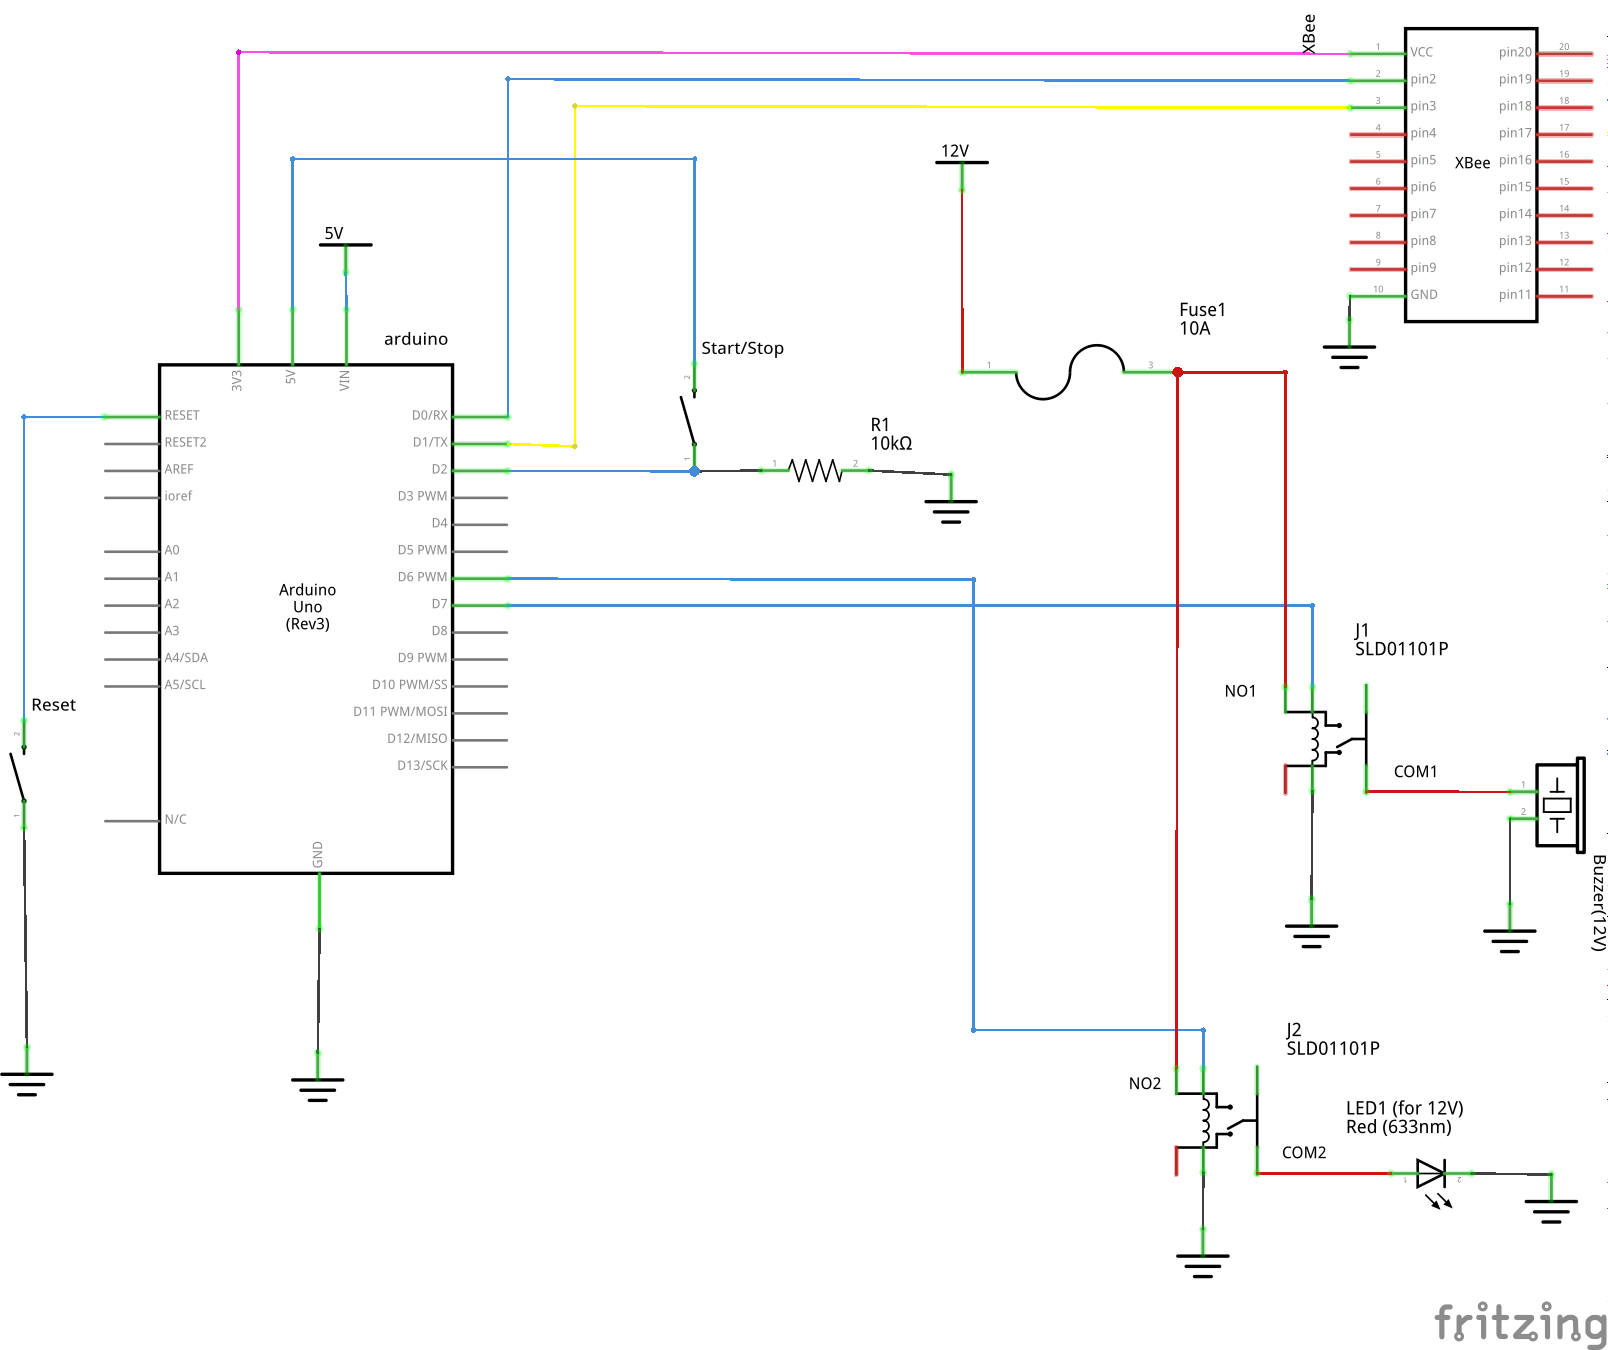 XBee
1
VCC
pin20
20
2
pin2
pin19
19
3
pin3
pin18
18
4
pin4
pin17
17
5
pin5
XBee
pin16
16
6
pin6
pin15
15
7
pin7
pin14
14
8
pin8
pin13
13
9
pin9
pin12
12
10
GND
pin11
11
12V
5V
Fuse1
10A
1
3
arduino
Start/Stop
2
1
R1
10kΩ
1
2
3V3
5V
VIN
RESET
RESET2
AREF
ioref
A0
A1
A2
A3
A4/SDA
A5/SCL
N/C
D0/RX
D1/TX
D2
D3 PWM
D4
D5 PWM
D6 PWM
D7
D8
D9 PWM
D10 PWM/SS
D11 PWM/MOSI
D12/MISO
D13/SCK
Arduino
Uno
(Rev3)
GND
Reset
2
1
J1
SLD01101P
NO1
COM1
1
2
Buzzer(12V)
J2
SLD01101P
NO2
COM2
LED1 (for 12V)
Red (633nm)
1
2
fritzing